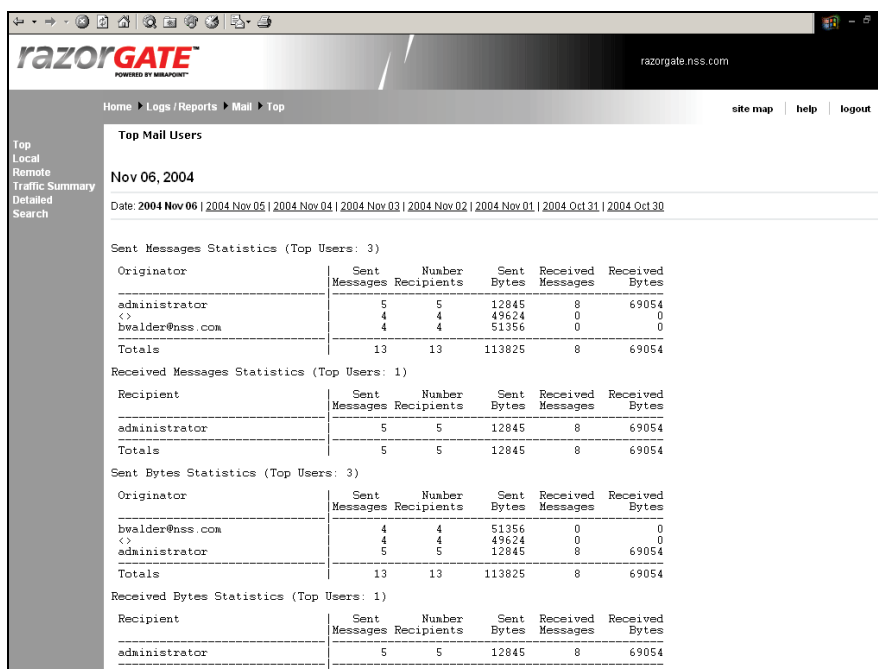 razorGATE™
POWERED BY MIRAPOINT™
razorgate.nss.com
Home Logs / Reports Mail Top
site map | help | logout
Top
Local
Remote
Traffic Summary
Detailed
Search
Top Mail Users
Nov 06, 2004
Date: 2004 Nov 06 | 2004 Nov 05 | 2004 Nov 04 | 2004 Nov 03 | 2004 Nov 02 | 2004 Nov 01 | 2004 Oct 31 | 2004 Oct 30
Sent Messages Statistics (Top Users: 3)
Originator | Sent Number Sent Received Received
|Messages Recipients Bytes Messages Bytes
administrator | 5 5 12845 8 69054
<> | 4 4 49624 0 0
bwalder@nss.com | 4 4 51356 0 0
Totals | 13 13 113825 8 69054
Received Messages Statistics (Top Users: 1)
Recipient | Sent Number Sent Received Received
|Messages Recipients Bytes Messages Bytes
administrator | 5 5 12845 8 69054
Totals | 5 5 12845 8 69054
Sent Bytes Statistics (Top Users: 3)
Originator | Sent Number Sent Received Received
|Messages Recipients Bytes Messages Bytes
bwalder@nss.com | 4 4 51356 0 0
<> | 4 4 49624 0 0
administrator | 5 5 12845 8 69054
Totals | 13 13 113825 8 69054
Received Bytes Statistics (Top Users: 1)
Recipient | Sent Number Sent Received Received
|Messages Recipients Bytes Messages Bytes
administrator | 5 5 12845 8 69054